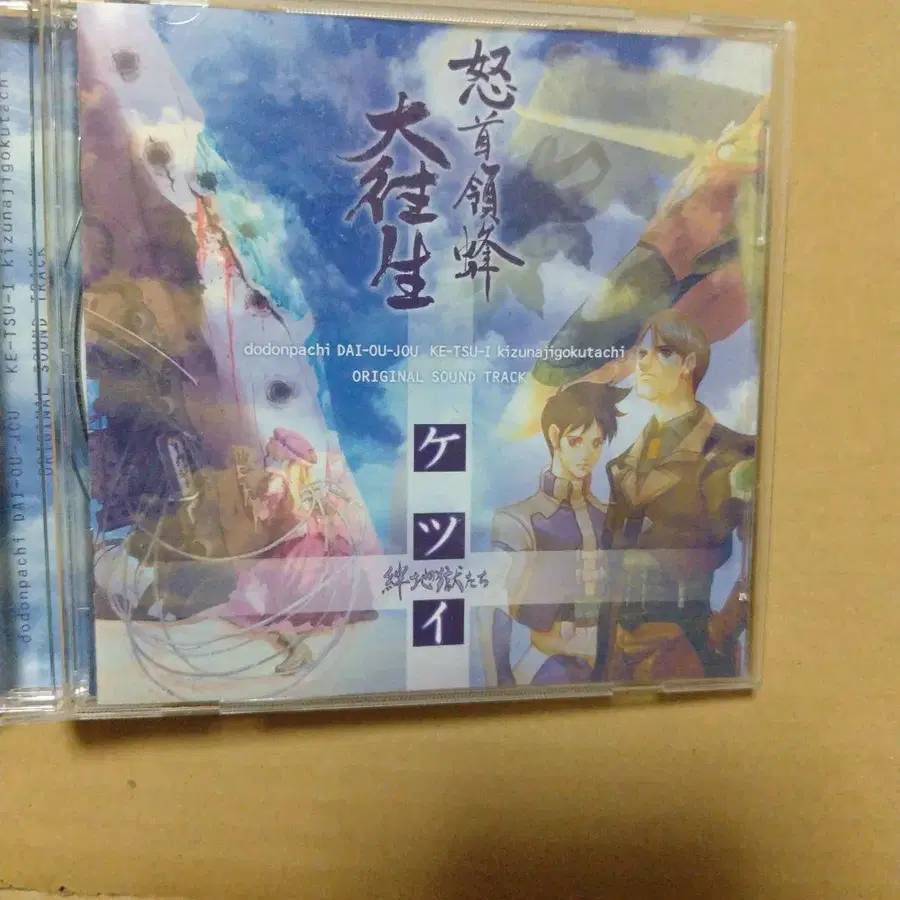 怒首領蜂
大往生
dodonpachi DAI-OU-JOU KE-TSU-I kizunajigokutachi
ORIGINAL SOUND TRACK
ケツイ
絆地獄たち
dodonpachi DAI-OU-JOU KE-TSU-I kizunajigokutachi
ORIGINAL SOUND TRACK